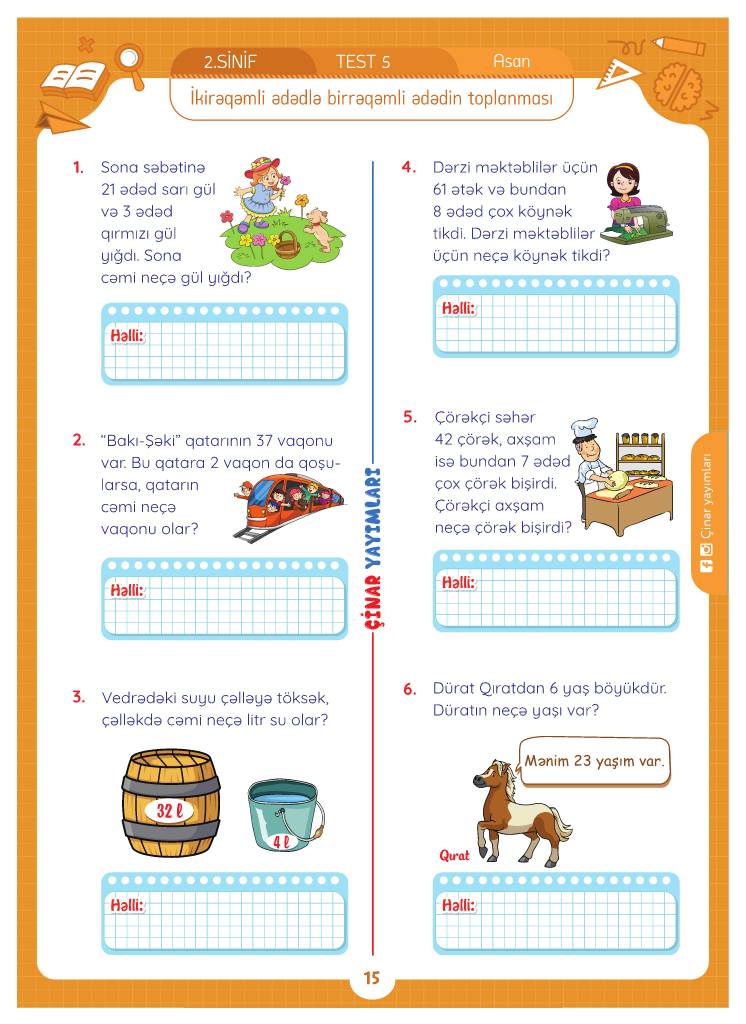 2.SİNİF TEST 5 Asan
İkirəqəmli ədədlə birrəqəmli ədədin toplanması
1. Sona səbətinə
21 ədəd sarı gül
və 3 ədəd
qırmızı gül
yığdı. Sona
cəmi neçə gül yığdı?
Həlli:
2. “Bakı-Şəki” qatarının 37 vaqonu
var. Bu qatara 2 vaqon da qoşu-
larsa, qatarın
cəmi neçə
vaqonu olar?
Həlli:
3. Vedrədəki suyu çəlləyə töksək,
çəlləkdə cəmi neçə litr su olar?
32 ℓ
4 ℓ
Həlli:
ÇİNAR YAYIMLARI
4. Dərzi məktəblilər üçün
61 ətək və bundan
8 ədəd çox köynək
tikdi. Dərzi məktəblilər
üçün neçə köynək tikdi?
Həlli:
5. Çörəkçi səhər
42 çörək, axşam
isə bundan 7 ədəd
çox çörək bişirdi.
Çörəkçi axşam
neçə çörək bişirdi?
Həlli:
6. Dürat Qıratdan 6 yaş böyükdür.
Düratın neçə yaşı var?
Mənim 23 yaşım var.
Qırat
Həlli:
Çinar yayımları
15